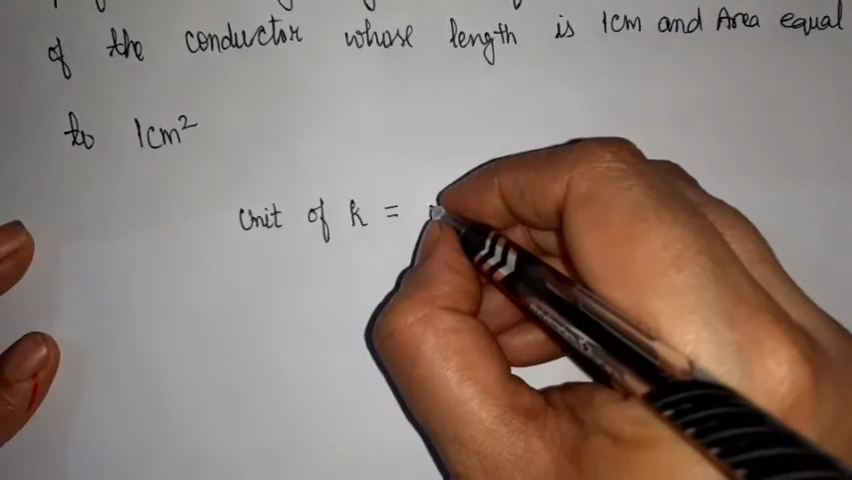 of the conductor whose length is 1cm and Area equal
to 1cm²
Unit of k =